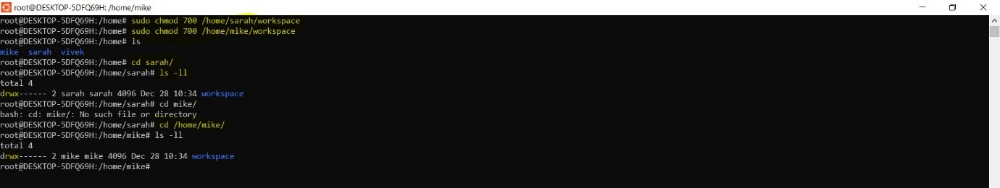 root@DESKTOP-5DFQ69H: /home/mike
root@DESKTOP-5DFQ69H:/home# sudo chmod 700 /home/sarah/workspace
root@DESKTOP-5DFQ69H:/home# sudo chmod 700 /home/mike/workspace
root@DESKTOP-5DFQ69H:/home# ls
mike  sarah  vivek
root@DESKTOP-5DFQ69H:/home# cd sarah/
root@DESKTOP-5DFQ69H:/home/sarah# ls -ll
total 4
drwx------ 2 sarah sarah 4096 Dec 28 10:34 workspace
root@DESKTOP-5DFQ69H:/home/sarah# cd mike/
bash: cd: mike/: No such file or directory
root@DESKTOP-5DFQ69H:/home/sarah# cd /home/mike/
root@DESKTOP-5DFQ69H:/home/mike# ls -ll
total 4
drwx------ 2 mike mike 4096 Dec 28 10:34 workspace
root@DESKTOP-5DFQ69H:/home/mike#